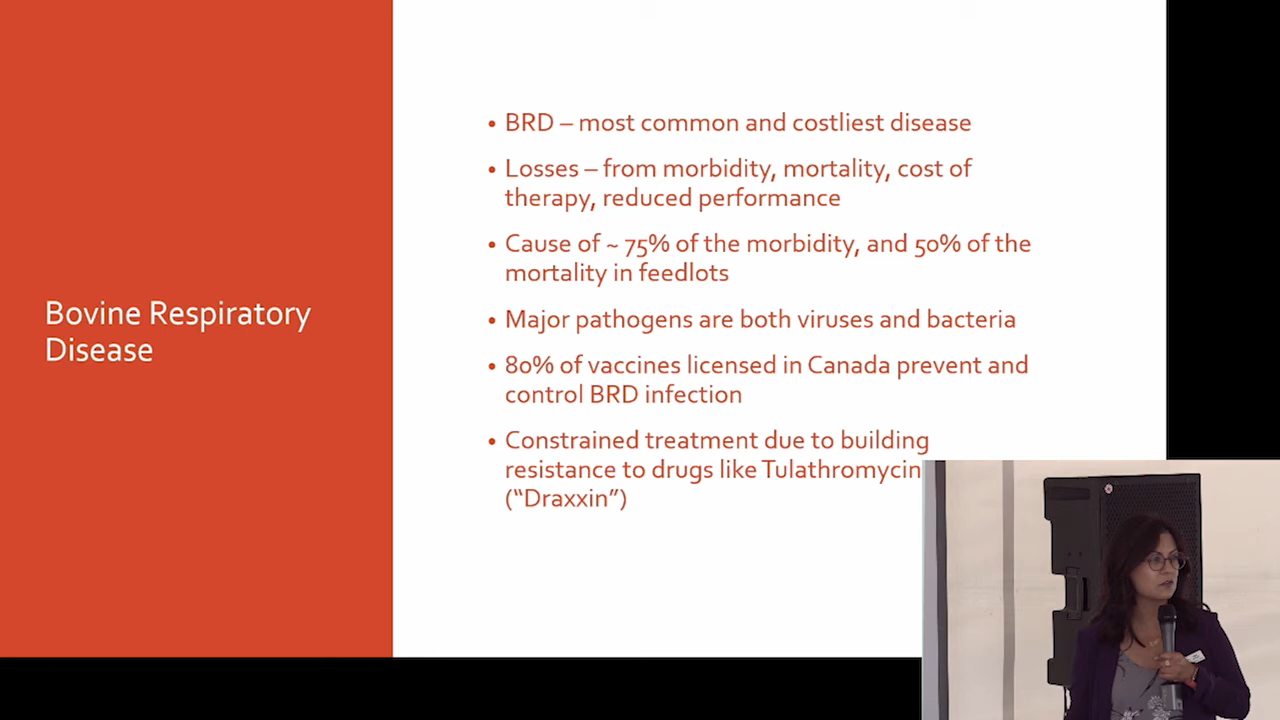 Bovine Respiratory
Disease
• BRD – most common and costliest disease
• Losses – from morbidity, mortality, cost of
therapy, reduced performance
• Cause of ~ 75% of the morbidity, and 50% of the
mortality in feedlots
• Major pathogens are both viruses and bacteria
• 80% of vaccines licensed in Canada prevent and
control BRD infection
• Constrained treatment due to building
resistance to drugs like Tulathromycin
(“Draxxin”)